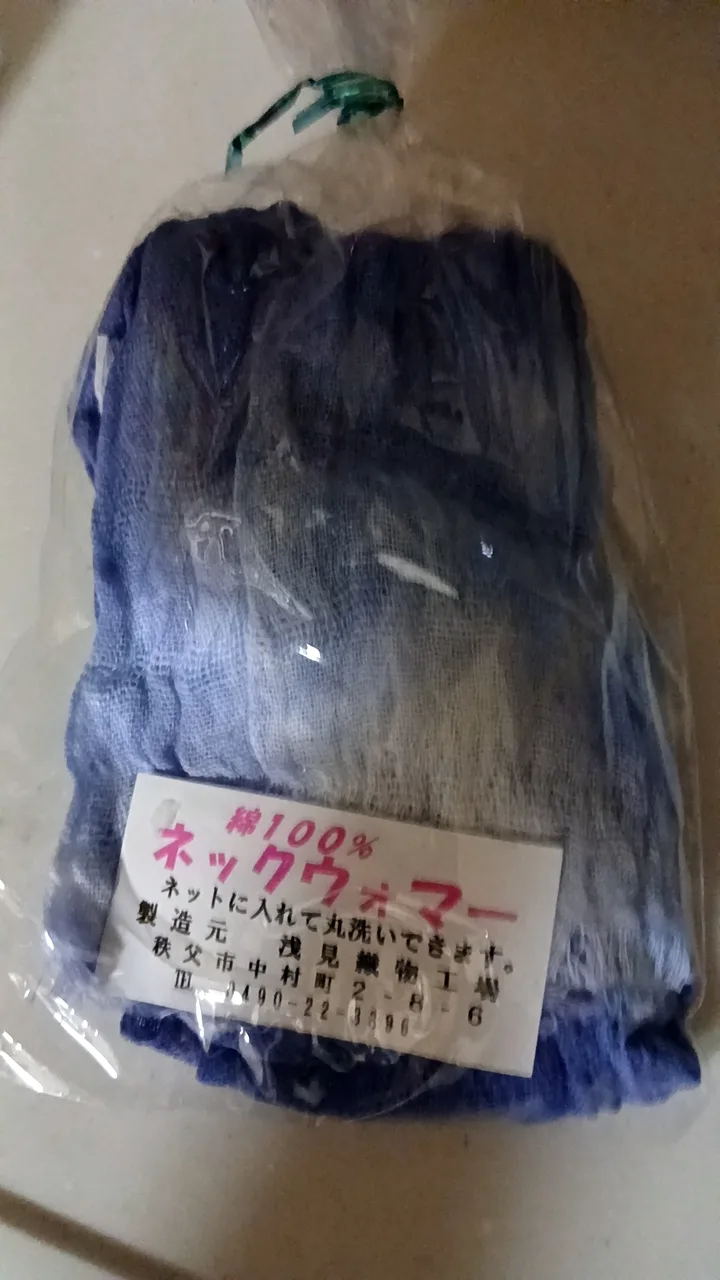 綿100%
ネックウォマー
ネットに入れて丸洗いできます。
製造元 浅見織物工場
秩父市中村町2-8-6
TEL 0490-22-3896